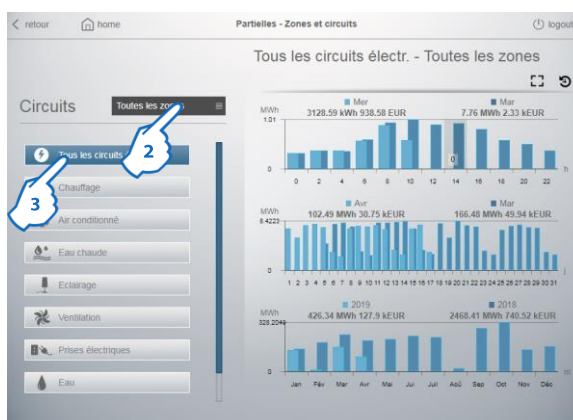 retour home Partielles - Zones et circuits logout
Tous les circuits électr. - Toutes les zones
Circuits
Toutes les zones
2
3
Tous les circuits
Chauffage
Air conditionné
Eau chaude
Eclairage
Ventilation
Prises électriques
Eau
MWh
Mer
3128.59 kWh 938.58 EUR
Mar
7.76 MWh 2.33 kEUR
1.01
0
0
0 2 4 6 8 10 12 14 16 18 20 22 h
MWh
Avr
102.49 MWh 30.75 kEUR
Mar
166.48 MWh 49.94 kEUR
8.4223
0
1 2 3 4 5 6 7 8 9 10 11 12 13 14 15 16 17 18 19 20 21 22 23 24 25 26 27 28 29 30 31 j
MWh
2019
426.34 MWh 127.9 kEUR
2018
2468.41 MWh 740.52 kEUR
328.2048
0
Jan Fév Mar Avr Mai Jui Jui Aoû Sep Oct Nov Déc m